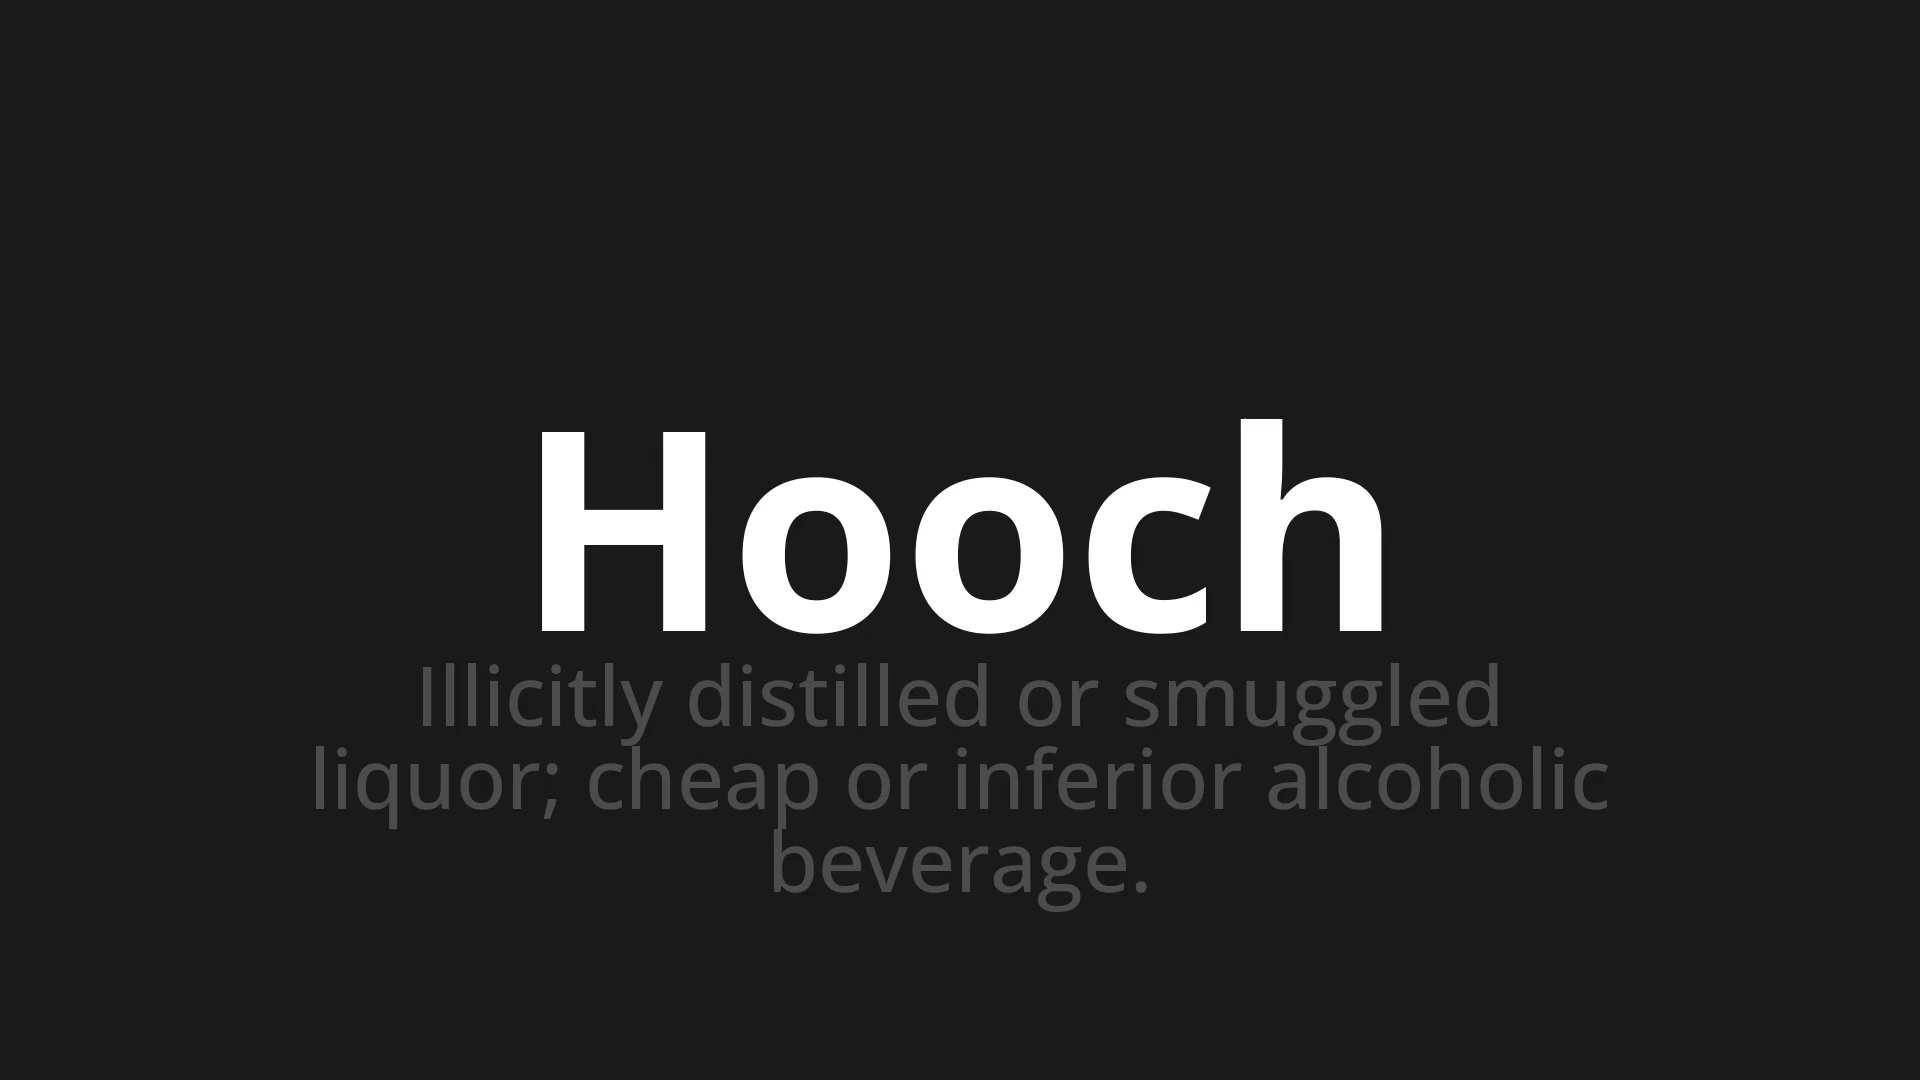 Hooch
Illicitly distilled or smuggled
liquor; cheap or inferior alcoholic
beverage.